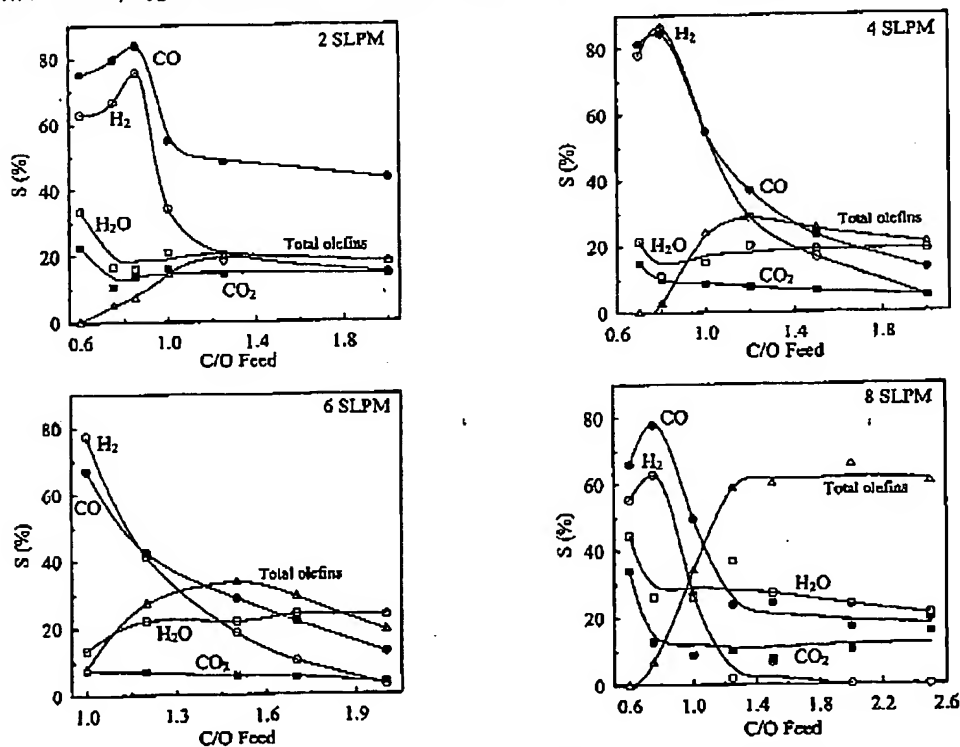 2 SLPM
S (%)
80
60
40
20
0
CO
H₂
H₂O
Total olefins
CO₂
0.6
1.0
1.4
1.8
C/O Feed
4 SLPM
S (%)
80
60
40
20
0
H₂
CO
Total olefins
H₂O
CO₂
0.6
1.0
1.4
1.8
C/O Feed
6 SLPM
S (%)
80
60
40
20
0
H₂
CO
Total olefins
H₂O
CO₂
1.0
1.3
1.6
1.9
C/O Feed
8 SLPM
S (%)
80
60
40
20
0
CO
H₂
Total olefins
H₂O
CO₂
0.6
1.0
1.4
1.8
2.2
2.6
C/O Feed